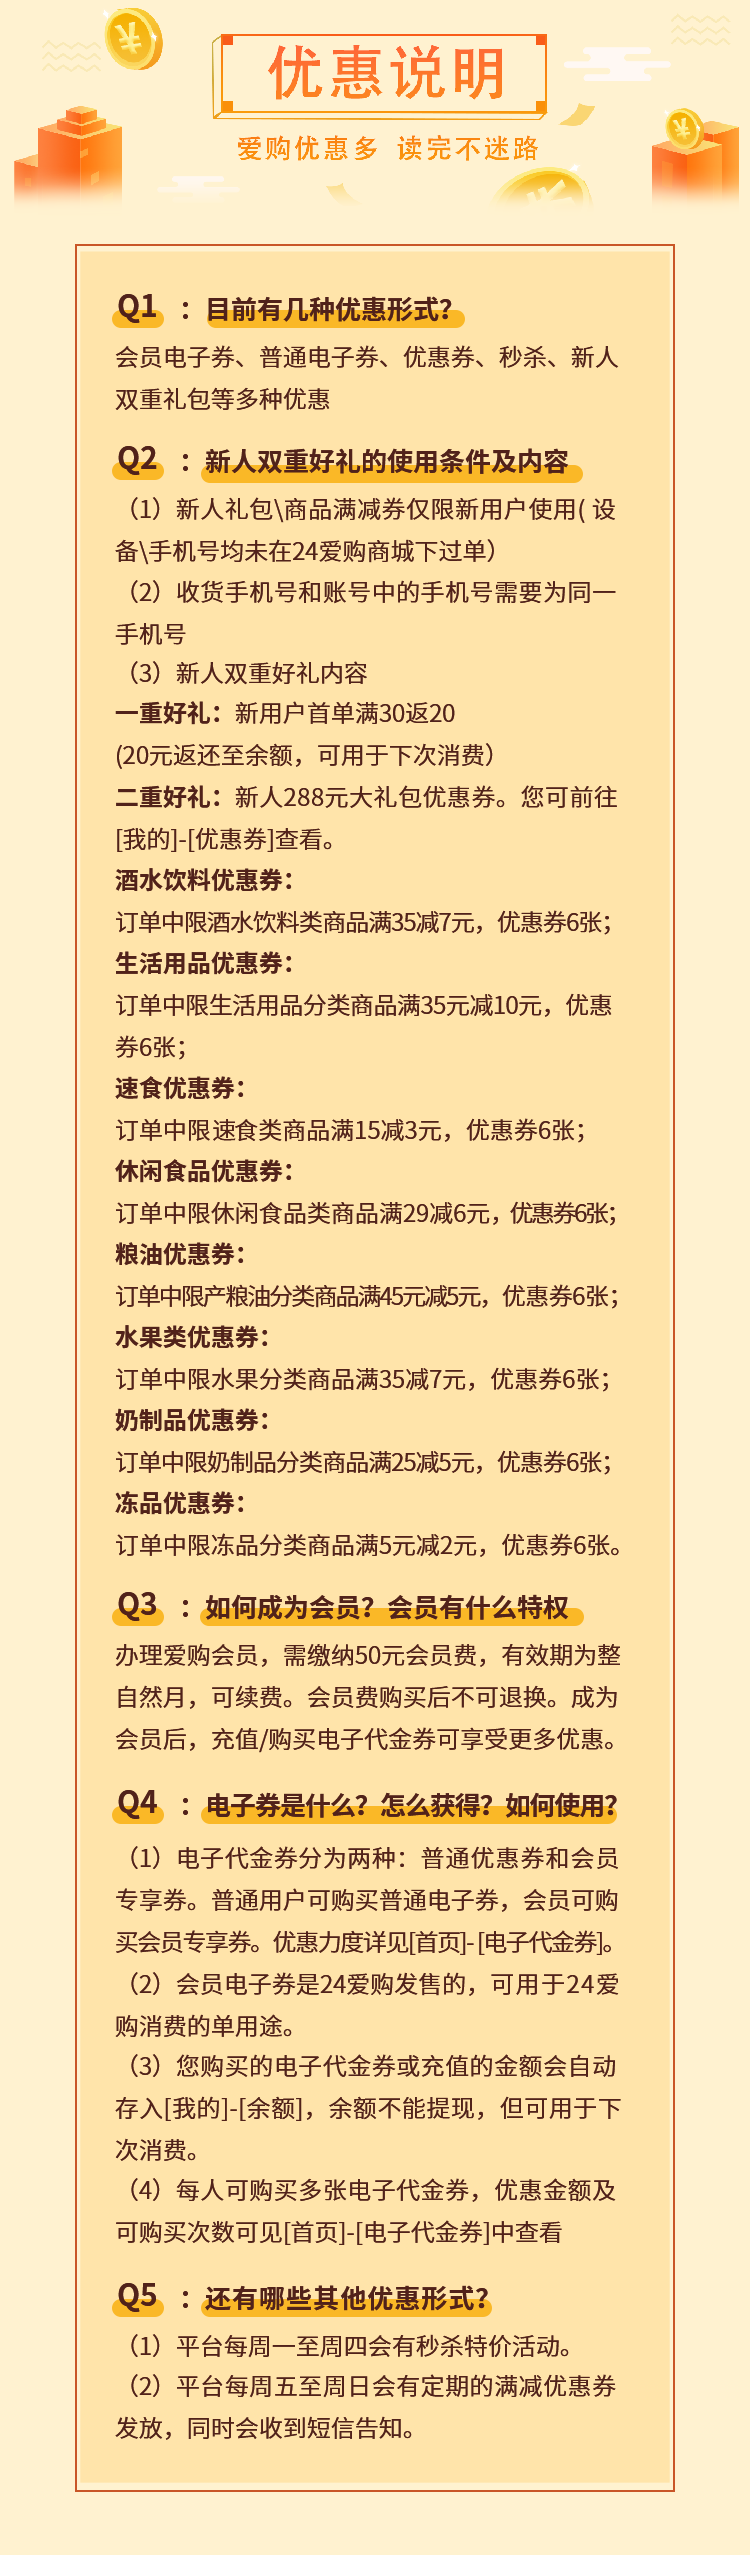 优惠说明
爱购优惠多 读完不迷路
Q1 ：目前有几种优惠形式？
会员电子券、普通电子券、优惠券、秒杀、新人
双重礼包等多种优惠
Q2 ：新人双重好礼的使用条件及内容
（1）新人礼包\商品满减券仅限新用户使用( 设
备\手机号均未在24爱购商城下过单）
（2）收货手机号和账号中的手机号需要为同一
手机号
（3）新人双重好礼内容
一重好礼：新用户首单满30返20
(20元返还至余额，可用于下次消费）
二重好礼：新人288元大礼包优惠券。您可前往
[我的]-[优惠券]查看。
酒水饮料优惠券：
订单中限酒水饮料类商品满35减7元，优惠券6张；
生活用品优惠券：
订单中限生活用品分类商品满35元减10元，优惠
券6张；
速食优惠券：
订单中限速食类商品满15减3元，优惠券6张；
休闲食品优惠券：
订单中限休闲食品类商品满29减6元，优惠券6张；
粮油优惠券：
订单中限产粮油分类商品满45元减5元，优惠券6张；
水果类优惠券：
订单中限水果分类商品满35减7元，优惠券6张；
奶制品优惠券：
订单中限奶制品分类商品满25减5元，优惠券6张；
冻品优惠券：
订单中限冻品分类商品满5元减2元，优惠券6张。
Q3 ：如何成为会员？会员有什么特权
办理爱购会员，需缴纳50元会员费，有效期为整
自然月，可续费。会员费购买后不可退换。成为
会员后，充值/购买电子代金券可享受更多优惠。
Q4 ：电子券是什么？怎么获得？如何使用？
（1）电子代金券分为两种：普通优惠券和会员
专享券。普通用户可购买普通电子券，会员可购
买会员专享券。优惠力度详见[首页]- [电子代金券]。
（2）会员电子券是24爱购发售的，可用于24爱
购消费的单用途。
（3）您购买的电子代金券或充值的金额会自动
存入[我的]-[余额]，余额不能提现，但可用于下
次消费。
（4）每人可购买多张电子代金券，优惠金额及
可购买次数可见[首页]-[电子代金券]中查看
Q5 ：还有哪些其他优惠形式？
（1）平台每周一至周四会有秒杀特价活动。
（2）平台每周五至周日会有定期的满减优惠券
发放，同时会收到短信告知。